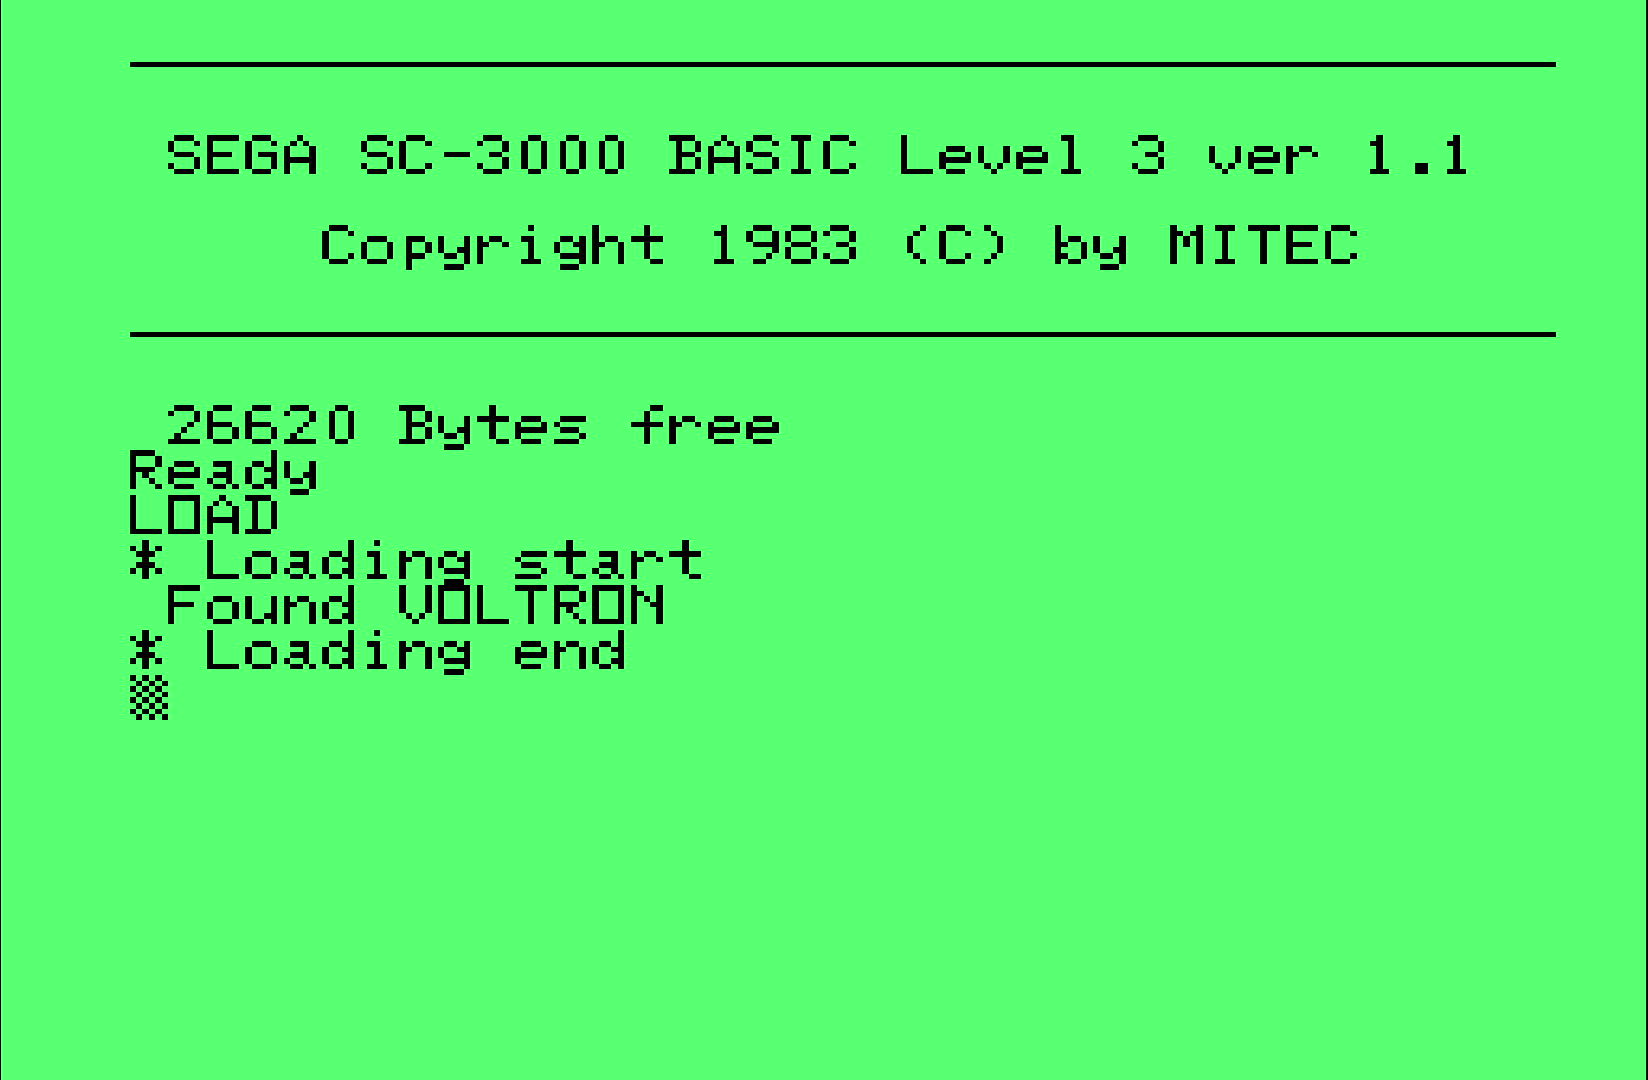 SEGA SC-3000 BASIC Level 3 ver 1.1
Copyright 1983 (C) by MITEC
26620 Bytes free
Ready
LOAD
* Loading start
Found VOLTRON
* Loading end